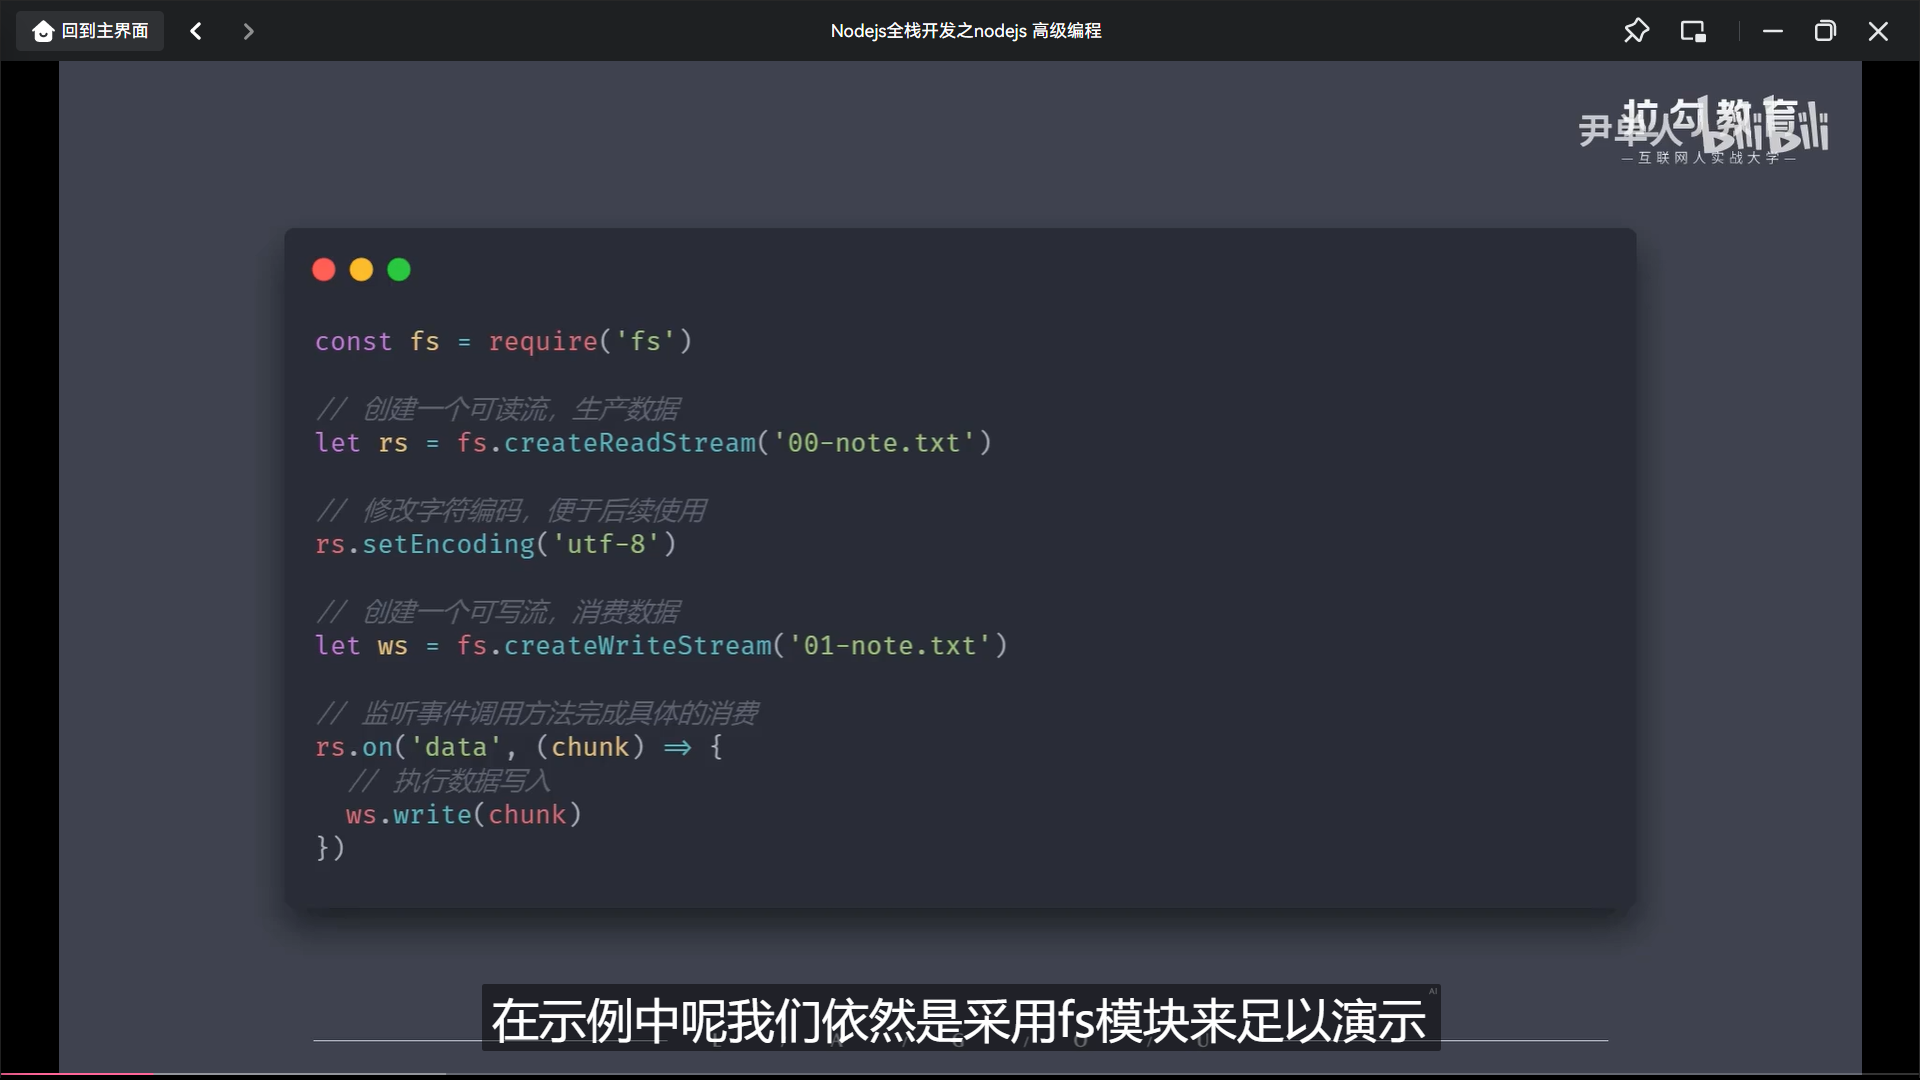 回到主界面
Nodejs全栈开发之nodejs 高级编程
拉勾教育
尹单人 bilibili
—互联网人实战大学—
const fs = require('fs')
// 创建一个可读流，生产数据
let rs = fs.createReadStream('00-note.txt')
// 修改字符编码，便于后续使用
rs.setEncoding('utf-8')
// 创建一个可写流，消费数据
let ws = fs.createWriteStream('01-note.txt')
// 监听事件调用方法完成具体的消费
rs.on('data', (chunk) => {
// 执行数据写入
ws.write(chunk)
})
AI
在示例中呢我们依然是采用fs模块来足以演示